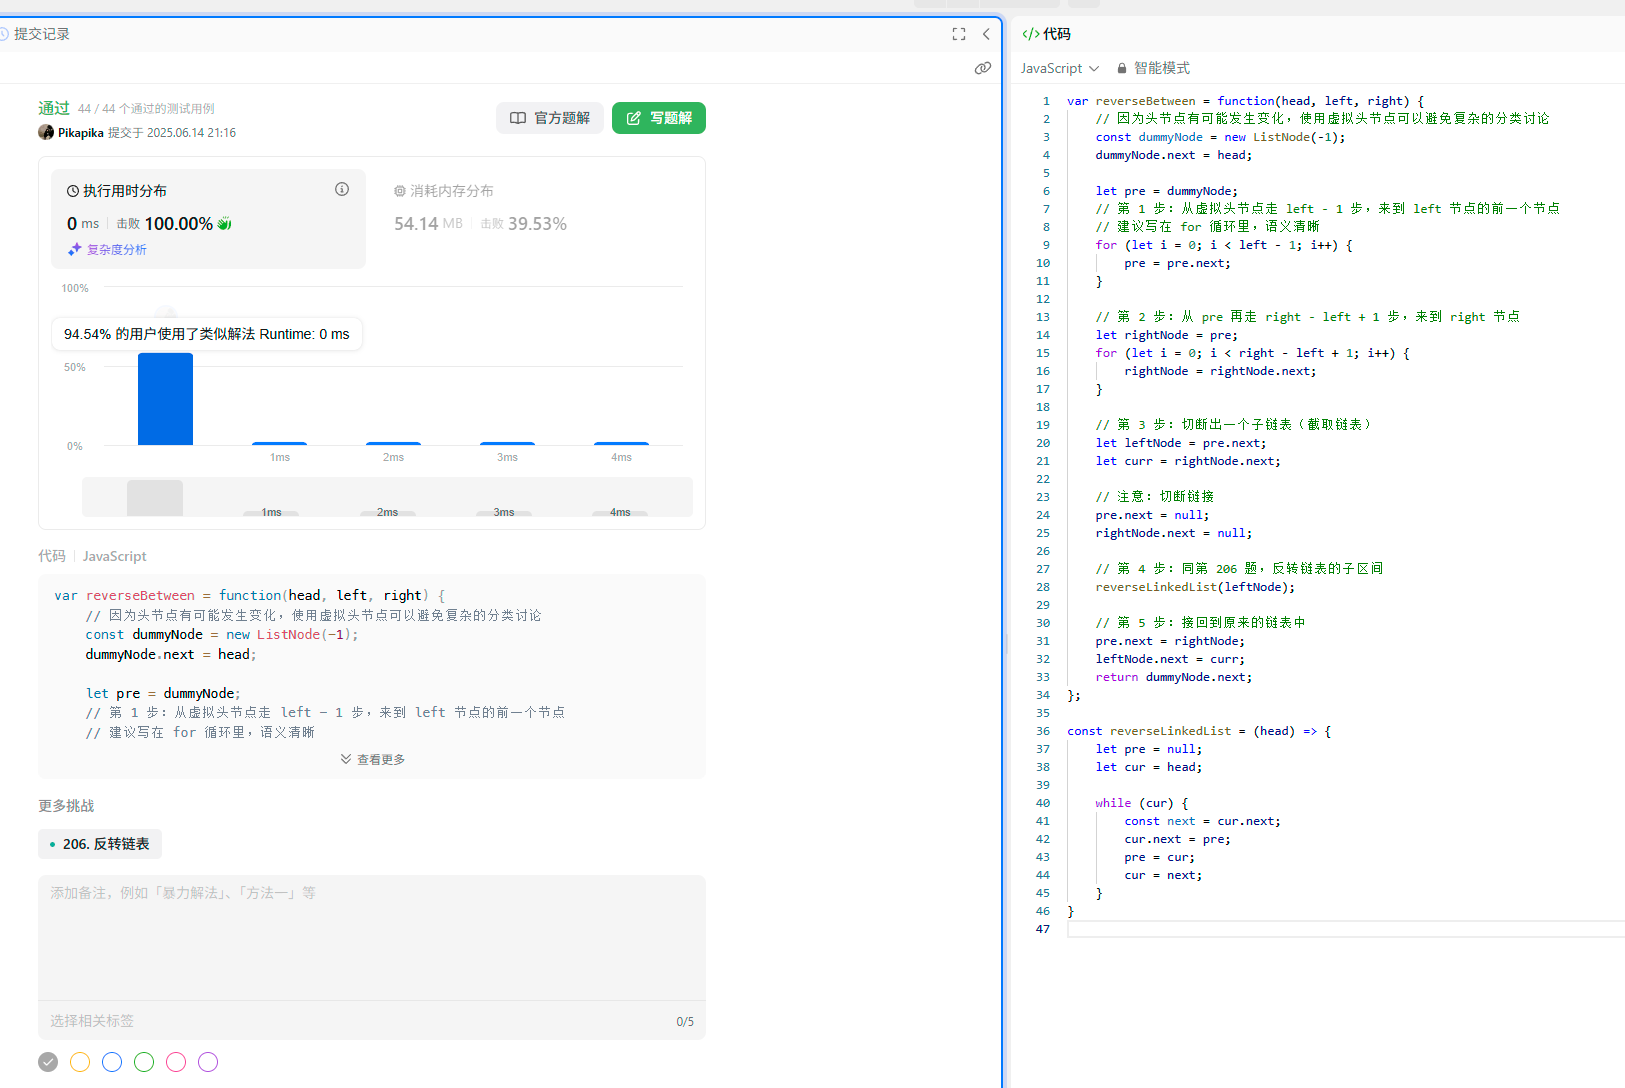 提交记录
通过 44 / 44 个通过的测试用例
Pikapika 提交于 2025.06.14 21:16
官方题解
写题解
执行用时分布
0 ms 击败 100.00%
复杂度分析
消耗内存分布
54.14 MB 击败 39.53%
100%
94.54% 的用户使用了类似解法 Runtime: 0 ms
50%
0%
1ms 2ms 3ms 4ms
1ms 2ms 3ms 4ms
代码 JavaScript
var reverseBetween = function(head, left, right) {
// 因为头节点有可能发生变化，使用虚拟头节点可以避免复杂的分类讨论
const dummyNode = new ListNode(-1);
dummyNode.next = head;
let pre = dummyNode;
// 第 1 步：从虚拟头节点走 left - 1 步，来到 left 节点的前一个节点
// 建议写在 for 循环里，语义清晰
查看更多
更多挑战
206. 反转链表
添加备注，例如「暴力解法」、「方法一」等
选择相关标签
0/5
</> 代码
JavaScript 智能模式
1 var reverseBetween = function(head, left, right) {
2 // 因为头节点有可能发生变化，使用虚拟头节点可以避免复杂的分类讨论
3 const dummyNode = new ListNode(-1);
4 dummyNode.next = head;
5
6 let pre = dummyNode;
7 // 第 1 步：从虚拟头节点走 left - 1 步，来到 left 节点的前一个节点
8 // 建议写在 for 循环里，语义清晰
9 for (let i = 0; i < left - 1; i++) {
10 pre = pre.next;
11 }
12
13 // 第 2 步：从 pre 再走 right - left + 1 步，来到 right 节点
14 let rightNode = pre;
15 for (let i = 0; i < right - left + 1; i++) {
16 rightNode = rightNode.next;
17 }
18
19 // 第 3 步：切断出一个子链表（截取链表）
20 let leftNode = pre.next;
21 let curr = rightNode.next;
22
23 // 注意：切断链接
24 pre.next = null;
25 rightNode.next = null;
26
27 // 第 4 步：同第 206 题，反转链表的子区间
28 reverseLinkedList(leftNode);
29
30 // 第 5 步：接回到原来的链表中
31 pre.next = rightNode;
32 leftNode.next = curr;
33 return dummyNode.next;
34 };
35
36 const reverseLinkedList = (head) => {
37 let pre = null;
38 let cur = head;
39
40 while (cur) {
41 const next = cur.next;
42 cur.next = pre;
43 pre = cur;
44 cur = next;
45 }
46 }
47